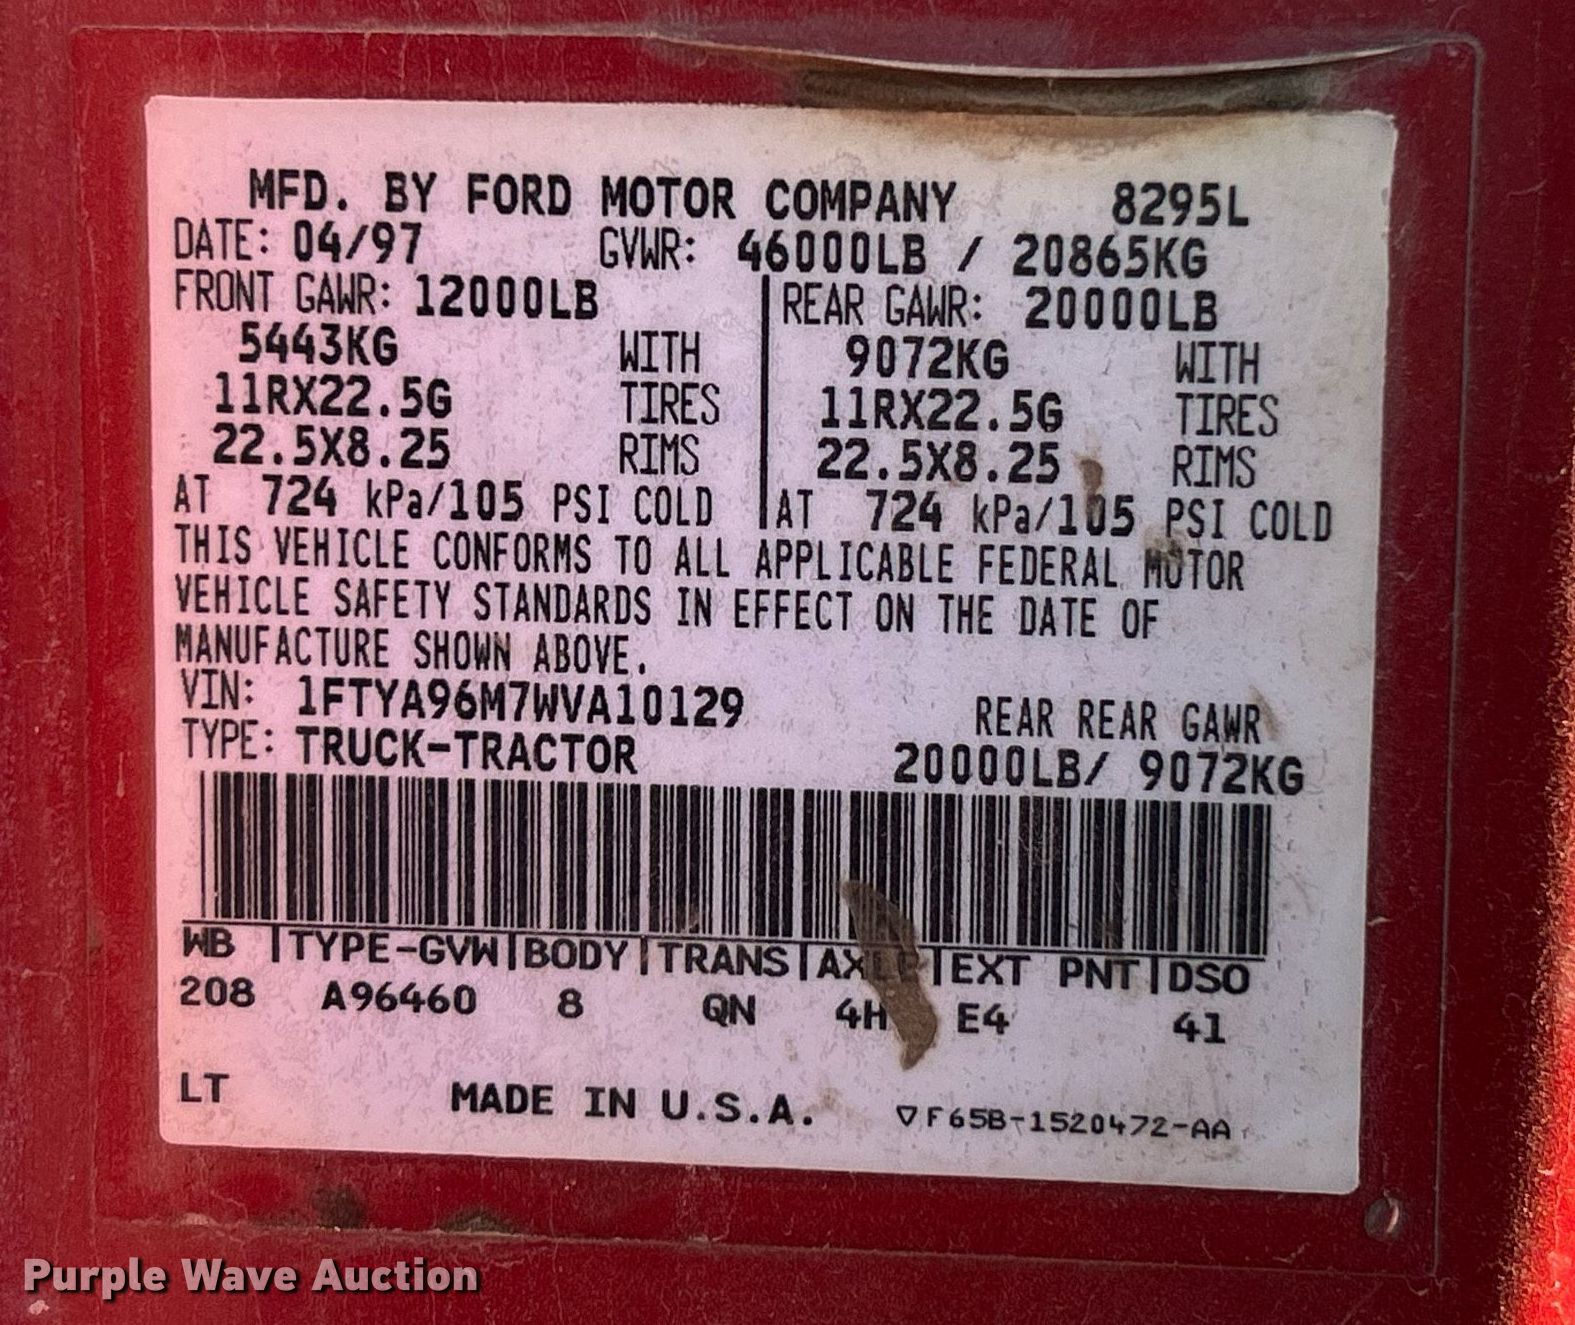 MFD. BY FORD MOTOR COMPANY 8295L
DATE: 04/97 GVWR: 46000LB / 20865KG
FRONT GAWR: 12000LB REAR GAWR: 20000LB
5443KG WITH 9072KG WITH
11RX22.5G TIRES 11RX22.5G TIRES
22.5X8.25 RIMS 22.5X8.25 RIMS
AT 724 kPa/105 PSI COLD AT 724 kPa/105 PSI COLD
THIS VEHICLE CONFORMS TO ALL APPLICABLE FEDERAL MOTOR
VEHICLE SAFETY STANDARDS IN EFFECT ON THE DATE OF
MANUFACTURE SHOWN ABOVE.
VIN: 1FTYA96M7WVA10129 REAR REAR GAWR
TYPE: TRUCK-TRACTOR 20000LB/ 9072KG
WB |TYPE-GVW|BODY|TRANS|AXLE|EXT PNT|DSO
208 A96460 8 QN 4H E4 41
LT MADE IN U.S.A. ▽F65B-1520472-AA
Purple Wave Auction